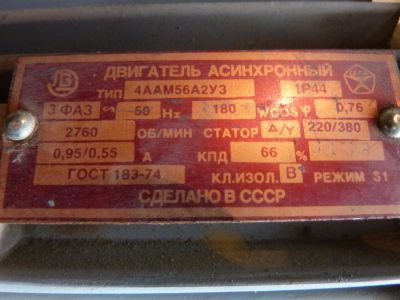 ДВИГАТЕЛЬ АСИНХРОННЫЙ
ТИП 4ААМ56А2У3 IP44
3 ФАЗ ~ 50 Hz 180 W COS φ 0,76
2760 ОБ/МИН СТАТОР Δ/Y 220/380
0,95/0,55 А КПД 66 %
ГОСТ 183-74 КЛ.ИЗОЛ. В РЕЖИМ S1
СДЕЛАНО В СССР